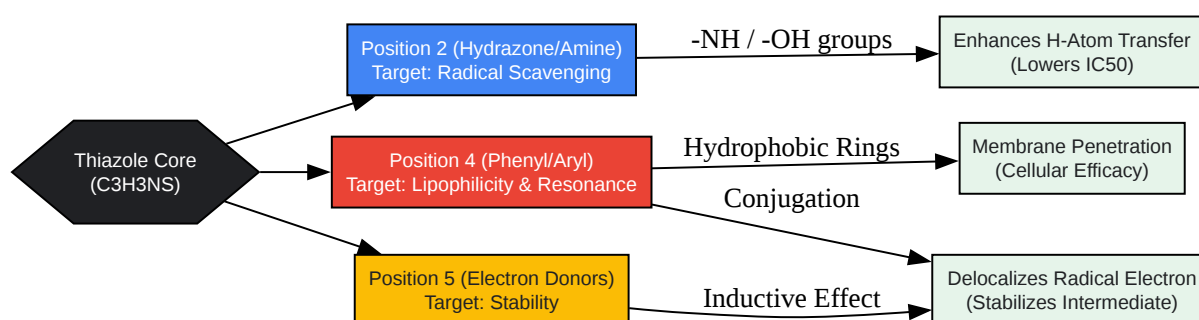 Thiazole Core
(C3H3NS)
Position 2 (Hydrazone/Amine)
Target: Radical Scavenging
-NH / -OH groups
Enhances H-Atom Transfer
(Lowers IC50)
Position 4 (Phenyl/Aryl)
Target: Lipophilicity & Resonance
Hydrophobic Rings
Membrane Penetration
(Cellular Efficacy)
Conjugation
Position 5 (Electron Donors)
Target: Stability
Inductive Effect
Delocalizes Radical Electron
(Stabilizes Intermediate)